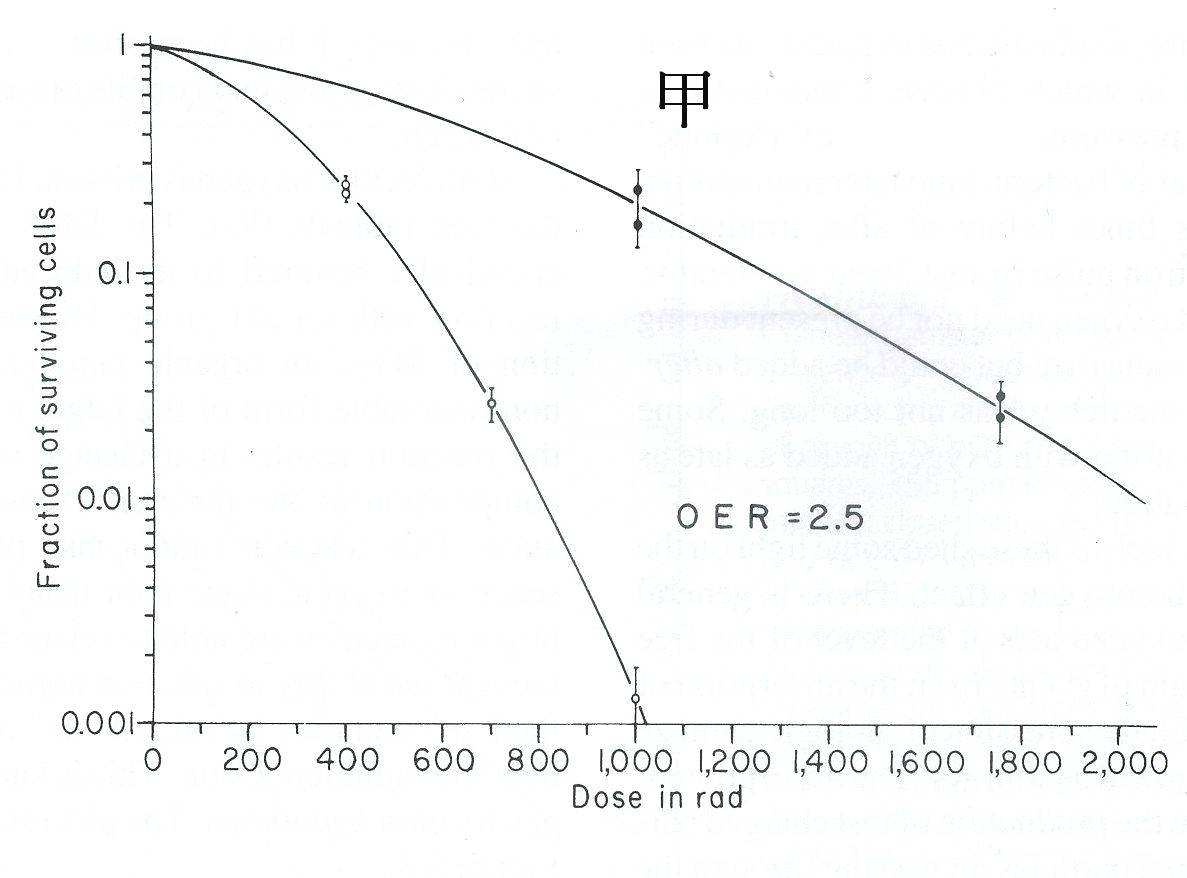 甲
1
0.1
0.01
0.001
Fraction of surviving cells
OER = 2.5
0 200 400 600 800 1,000 1,200 1,400 1,600 1,800 2,000
Dose in rad